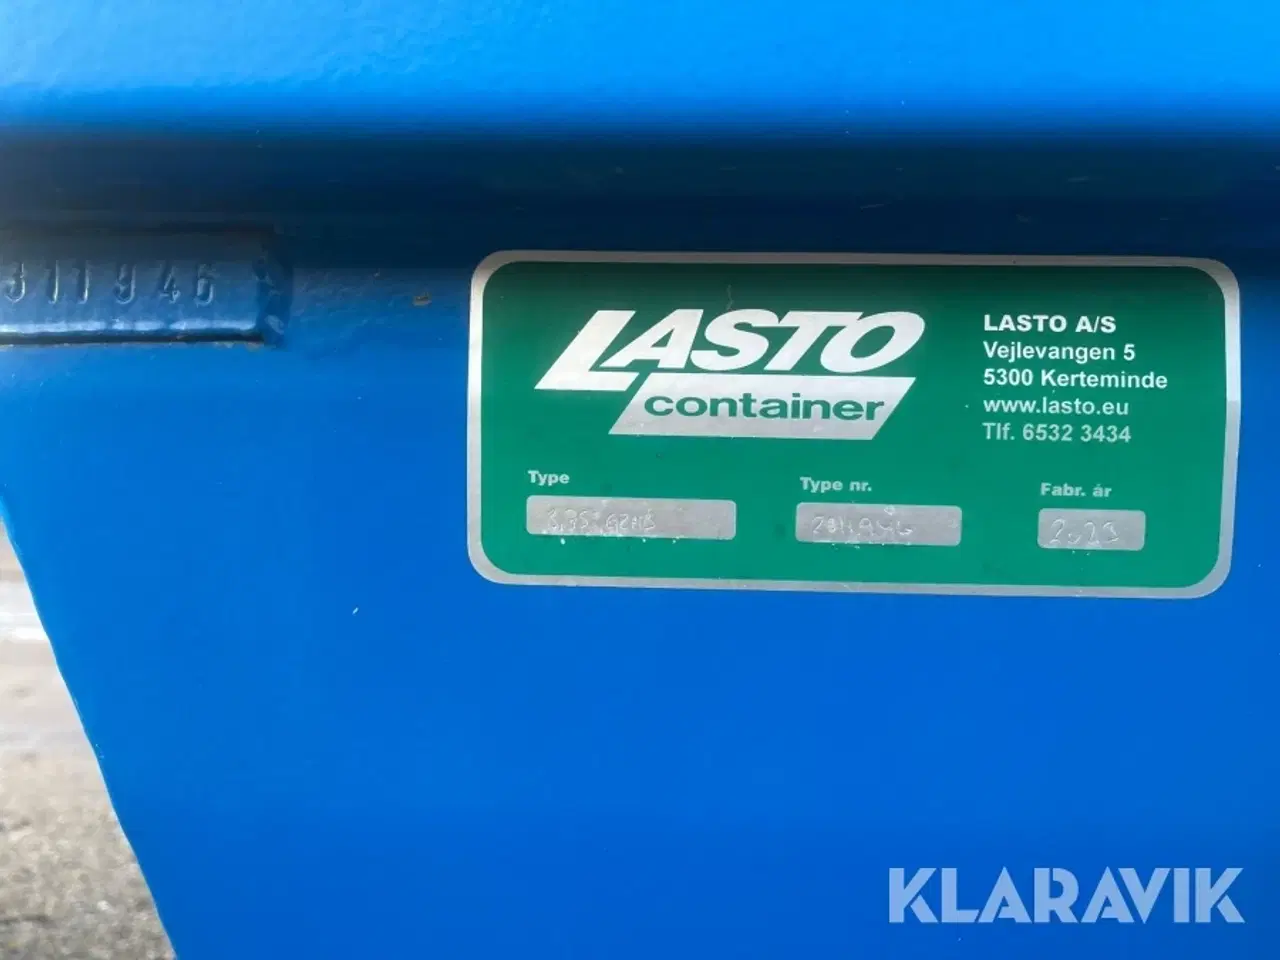 311946
LASTO
container
LASTO A/S
Vejlevangen 5
5300 Kerteminde
www.lasto.eu
Tlf. 6532 3434
Type
Type nr.
Fabr. år
2023
KLARAVIK